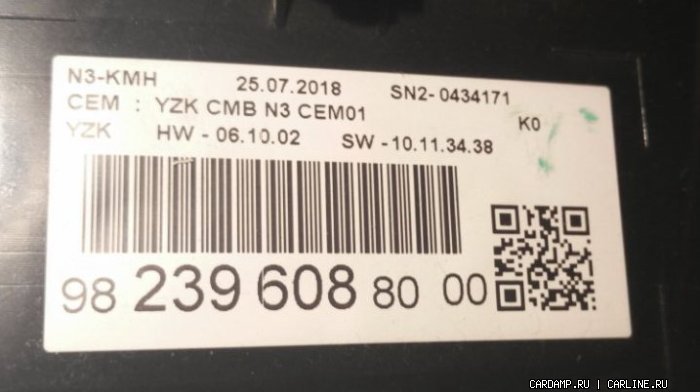 N3-KMH 25.07.2018 SN2- 0434171
CEM : YZK CMB N3 CEM01 K0
YZK HW - 06.10.02 SW -10.11.34.38
98 239 608 80 00
CARDAMP.RU | CARLINE.RU